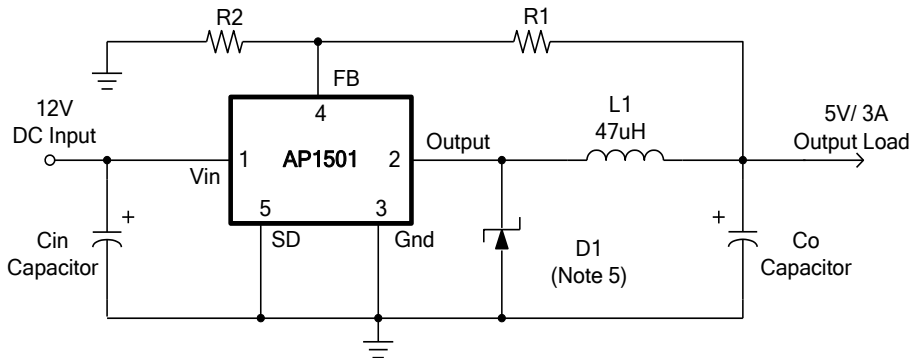 R2
R1
FB
4
12V
DC Input
L1
47uH
5V/ 3A
Output Load
Output
Vin
1
AP1501
2
5
3
SD
Gnd
+
Cin
Capacitor
D1
(Note 5)
+
Co
Capacitor